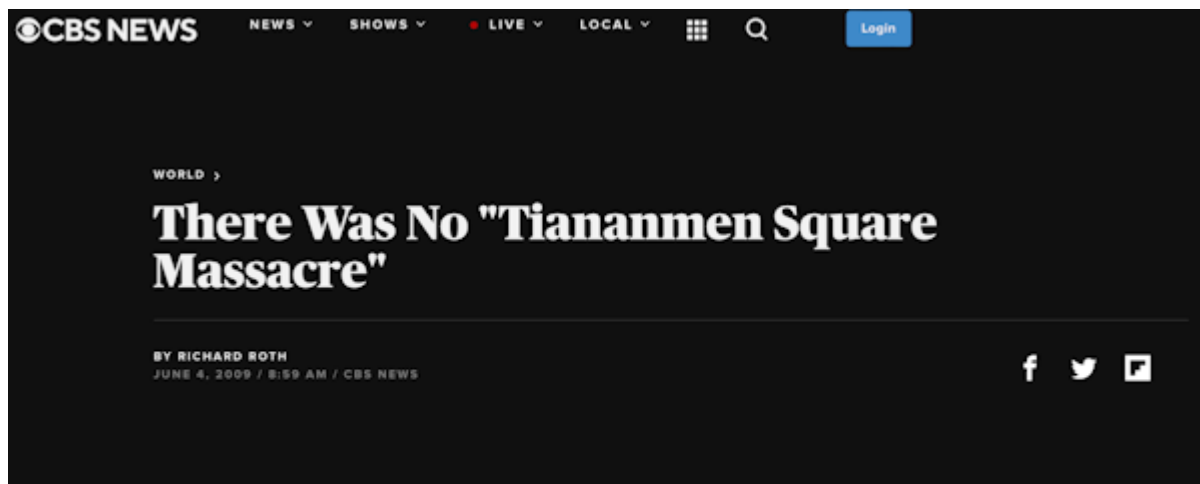 CBS NEWS NEWS SHOWS LIVE LOCAL Login
WORLD
There Was No "Tiananmen Square
Massacre"
BY RICHARD ROTH
JUNE 4, 2009 / 8:59 AM / CBS NEWS